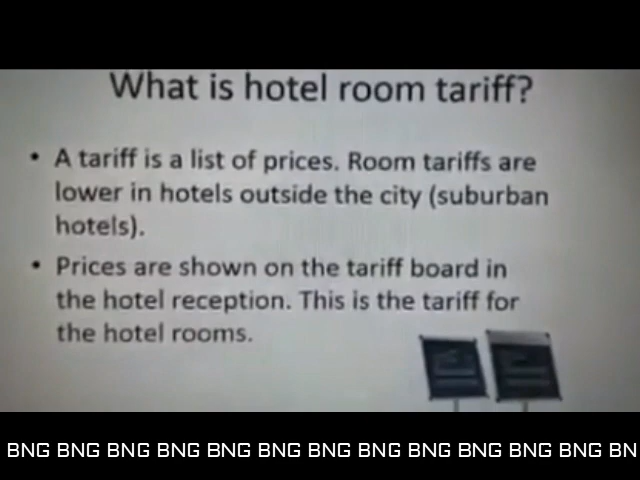 What is hotel room tariff?
• A tariff is a list of prices. Room tariffs are
lower in hotels outside the city (suburban
hotels).
• Prices are shown on the tariff board in
the hotel reception. This is the tariff for
the hotel rooms.
BNG BNG BNG BNG BNG BNG BNG BNG BNG BNG BNG BNG BN